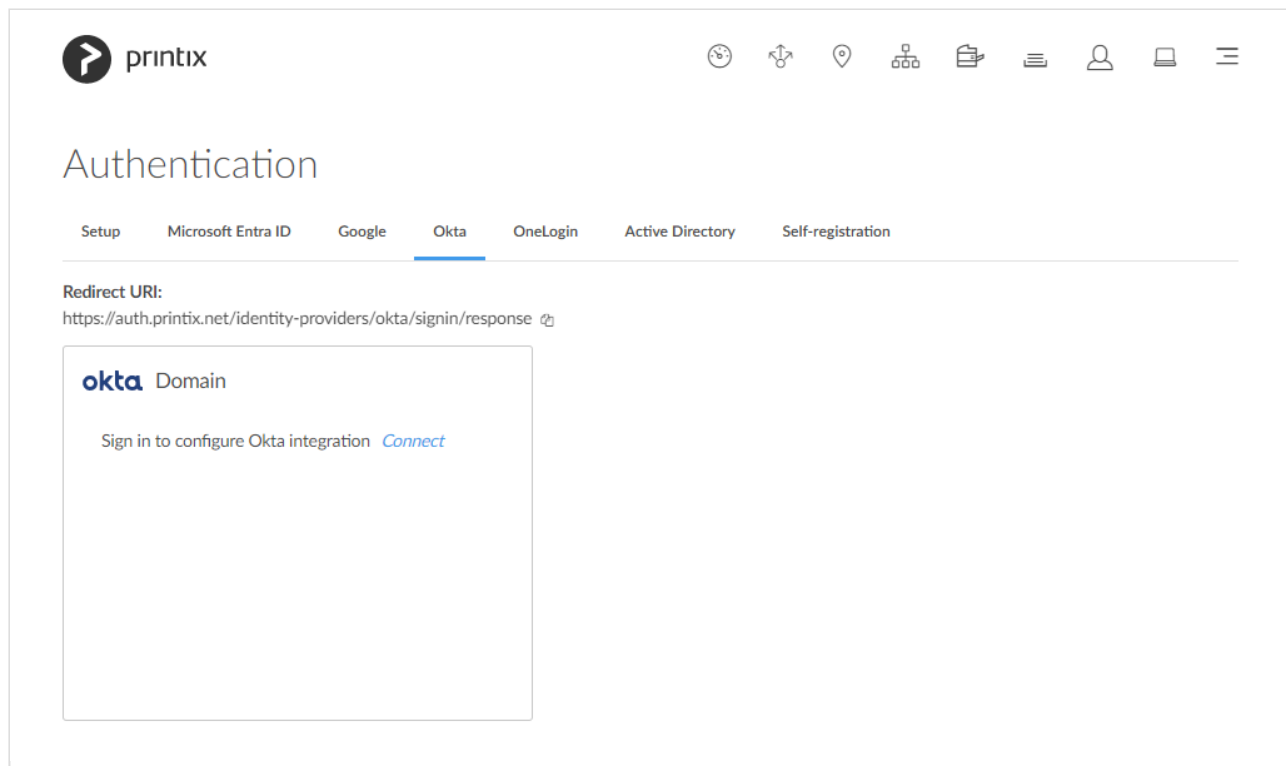 printix
Authentication
Setup Microsoft Entra ID Google Okta OneLogin Active Directory Self-registration
Redirect URI:
https://auth.printix.net/identity-providers/okta/signin/response
okta Domain
Sign in to configure Okta integration Connect